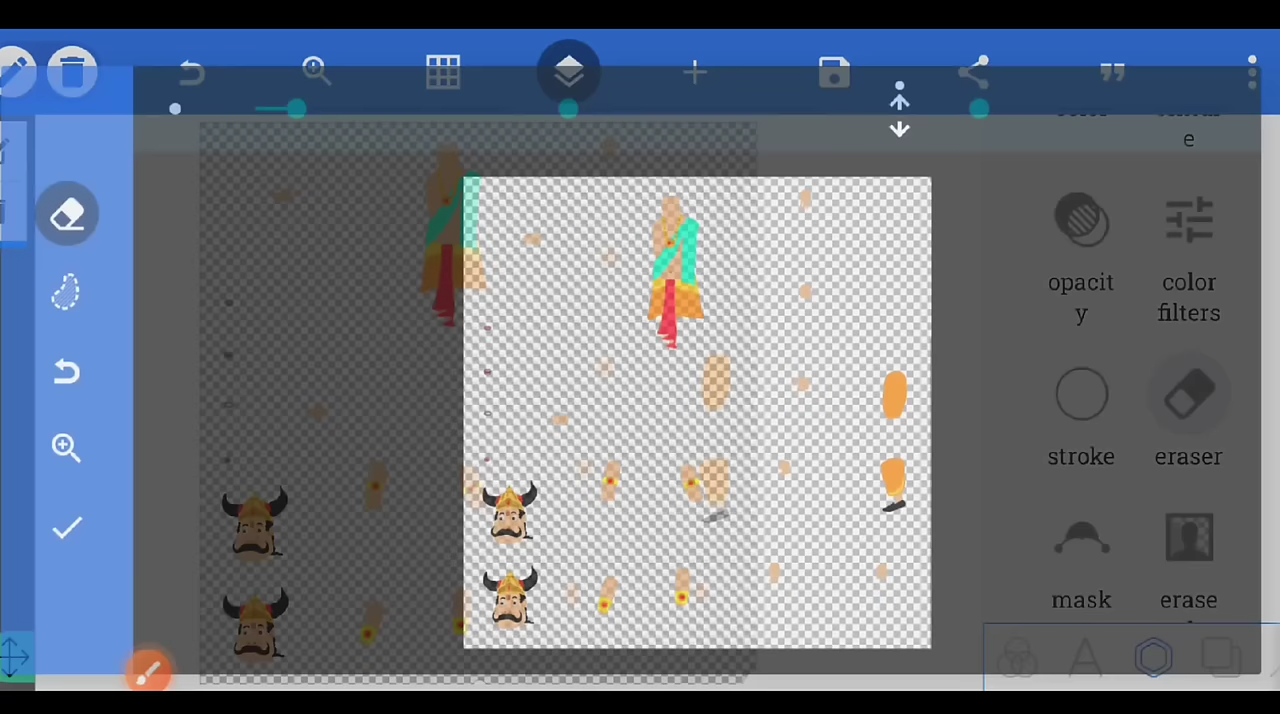 e
opacit
y
color
filters
stroke
eraser
mask
erase